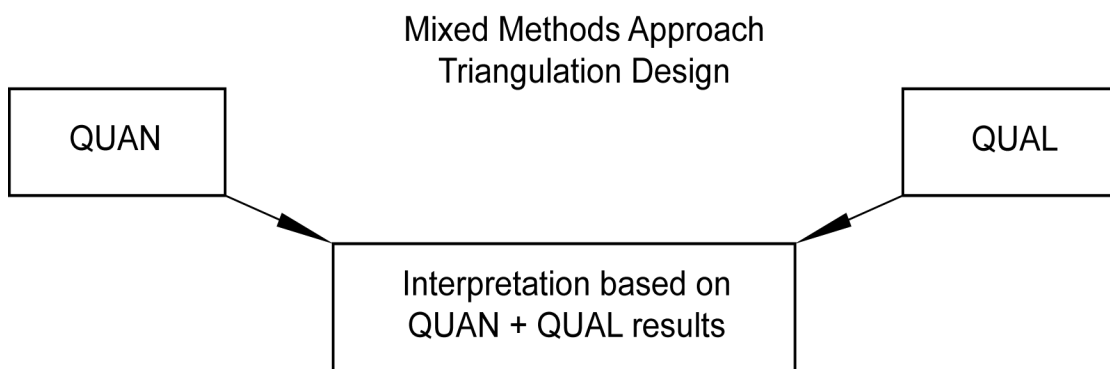 Mixed Methods Approach
Triangulation Design
QUAN
QUAL
Interpretation based on
QUAN + QUAL results